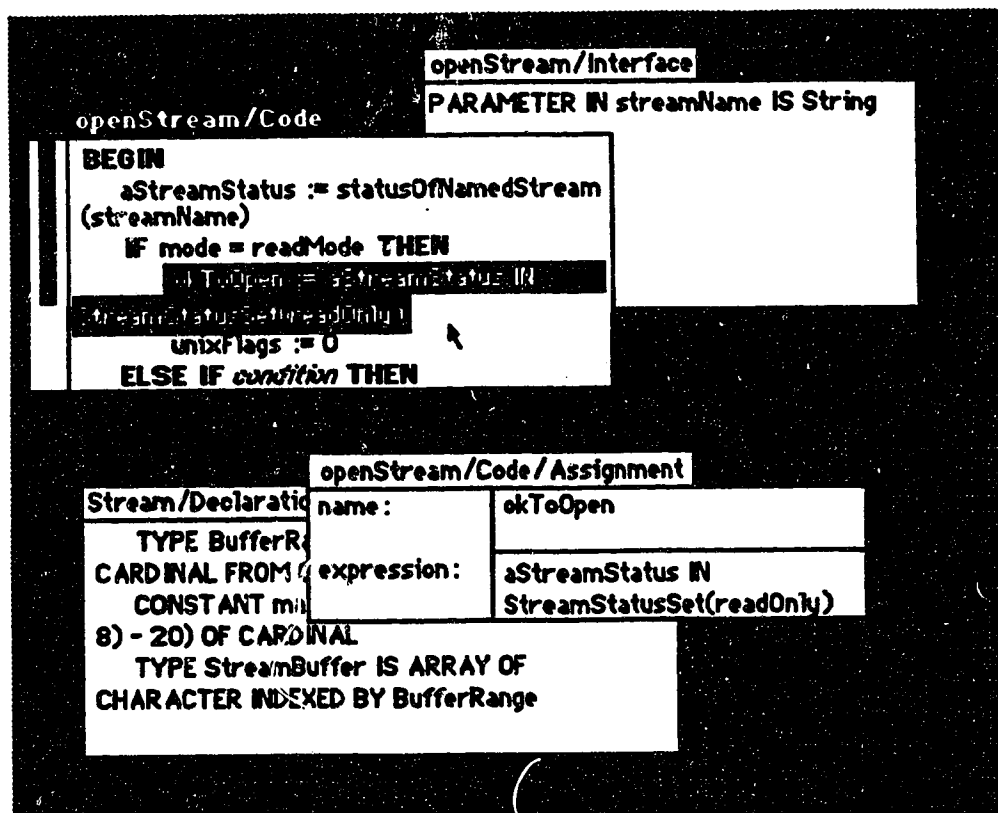 openStream/Interface
PARAMETER IN streamName IS String
openStream/Code
BEGIN
aStreamStatus := statusOfNamedStream
(streamName)
IF mode = readMode THEN
okToOpen := aStreamStatus IN
StreamStatusSet(readOnly)
unixFlags := 0
ELSE IF condition THEN
openStream/Code/Assignment
name: okToOpen
expression: aStreamStatus IN
StreamStatusSet(readOnly)
Stream/Declaratio
TYPE BufferRa
CARDINAL FROM
CONSTANT ma
8) - 20) OF CARDINAL
TYPE StreamBuffer IS ARRAY OF
CHARACTER INDEXED BY BufferRange